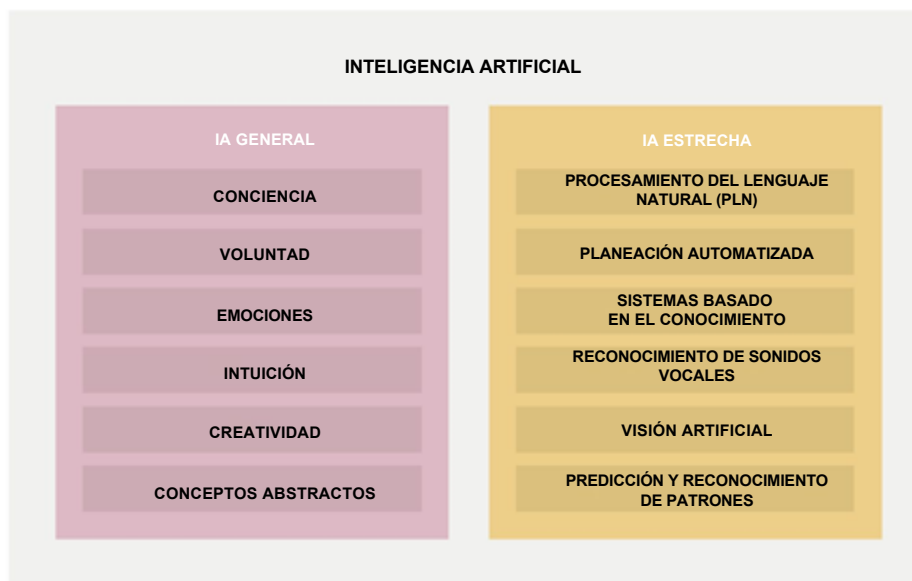 INTELIGENCIA ARTIFICIAL
IA GENERAL
CONCIENCIA
VOLUNTAD
EMOCIONES
INTUICIÓN
CREATIVIDAD
CONCEPTOS ABSTRACTOS
IA ESTRECHA
PROCESAMIENTO DEL LENGUAJE
NATURAL (PLN)
PLANEACIÓN AUTOMATIZADA
SISTEMAS BASADO
EN EL CONOCIMIENTO
RECONOCIMIENTO DE SONIDOS
VOCALES
VISIÓN ARTIFICIAL
PREDICCIÓN Y RECONOCIMIENTO
DE PATRONES